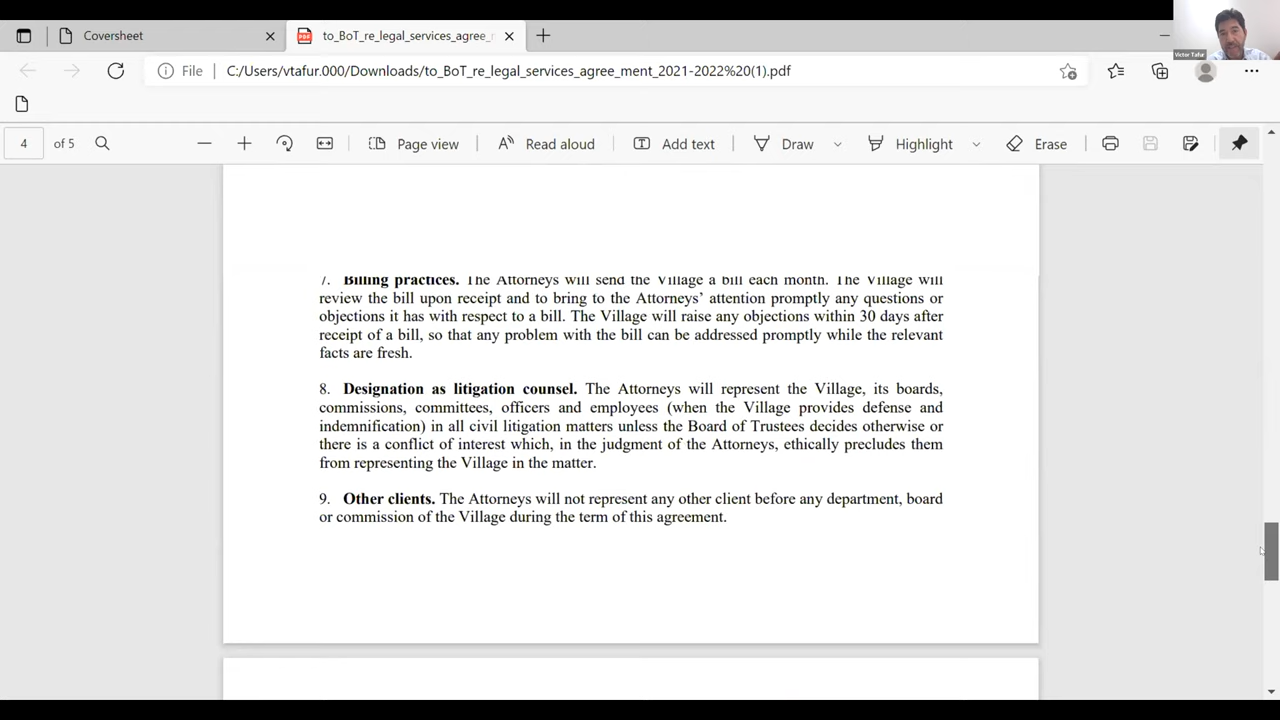 Coversheet
to_BoT_re_legal_services_agree_
Victor Tafur
File
C:/Users/vtafur.000/Downloads/to_BoT_re_legal_services_agree_ment_2021-2022%20(1).pdf
4 of 5
Page view
Read aloud
Add text
Draw
Highlight
Erase
7. Billing practices. The Attorneys will send the Village a bill each month. The Village will
review the bill upon receipt and to bring to the Attorneys' attention promptly any questions or
objections it has with respect to a bill. The Village will raise any objections within 30 days after
receipt of a bill, so that any problem with the bill can be addressed promptly while the relevant
facts are fresh.
8. Designation as litigation counsel. The Attorneys will represent the Village, its boards,
commissions, committees, officers and employees (when the Village provides defense and
indemnification) in all civil litigation matters unless the Board of Trustees decides otherwise or
there is a conflict of interest which, in the judgment of the Attorneys, ethically precludes them
from representing the Village in the matter.
9. Other clients. The Attorneys will not represent any other client before any department, board
or commission of the Village during the term of this agreement.